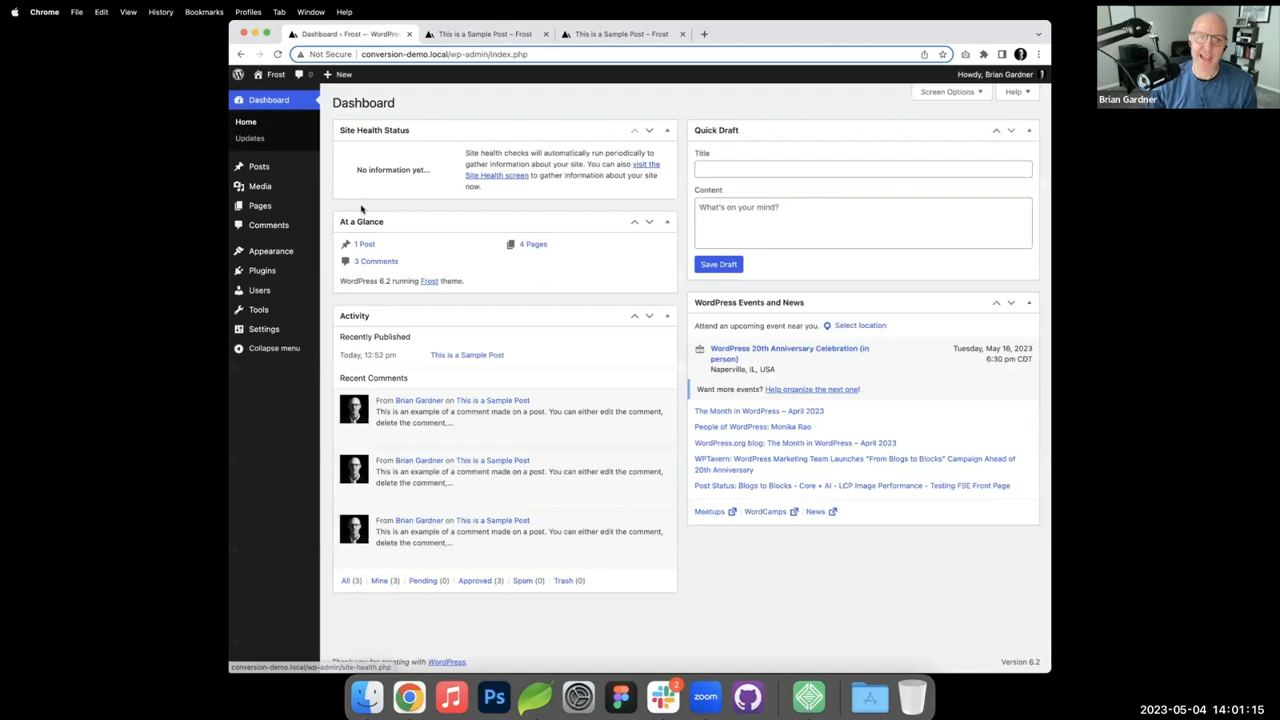 Chrome File Edit View History Bookmarks Profiles Tab Window Help
Dashboard ‹ Frost — WordPre
This is a Sample Post – Frost
This is a Sample Post – Frost
Not Secure conversion-demo.local/wp-admin/index.php
Frost 0 New
Howdy, Brian Gardner
Brian Gardner
Dashboard
Home
Updates
Posts
Media
Pages
Comments
Appearance
Plugins
Users
Tools
Settings
Collapse menu
Dashboard
Screen Options
Help
Site Health Status
No information yet...
Site health checks will automatically run periodically to
gather information about your site. You can also visit the
Site Health screen to gather information about your site
now.
At a Glance
1 Post
4 Pages
3 Comments
WordPress 6.2 running Frost theme.
Activity
Recently Published
Today, 12:52 pm This is a Sample Post
Recent Comments
From Brian Gardner on This is a Sample Post
This is an example of a comment made on a post. You can either edit the comment,
delete the comment,...
From Brian Gardner on This is a Sample Post
This is an example of a comment made on a post. You can either edit the comment,
delete the comment,...
From Brian Gardner on This is a Sample Post
This is an example of a comment made on a post. You can either edit the comment,
delete the comment,...
All (3) | Mine (3) | Pending (0) | Approved (3) | Spam (0) | Trash (0)
Quick Draft
Title
Content
What's on your mind?
Save Draft
WordPress Events and News
Attend an upcoming event near you. Select location
WordPress 20th Anniversary Celebration (in
person)
Naperville, IL, USA
Tuesday, May 16, 2023
6:30 pm CDT
Want more events? Help organize the next one!
The Month in WordPress – April 2023
People of WordPress: Monika Rao
WordPress.org blog: The Month in WordPress – April 2023
WPTavern: WordPress Marketing Team Launches "From Blogs to Blocks" Campaign Ahead of
20th Anniversary
Post Status: Blogs to Blocks • Core + AI • LCP Image Performance • Testing FSE Front Page
Meetups | WordCamps | News
Thank you for creating with WordPress.
Version 6.2
conversion-demo.local/wp-admin/site-health.php
Ps
2
zoom
2023-05-04 14:01:15